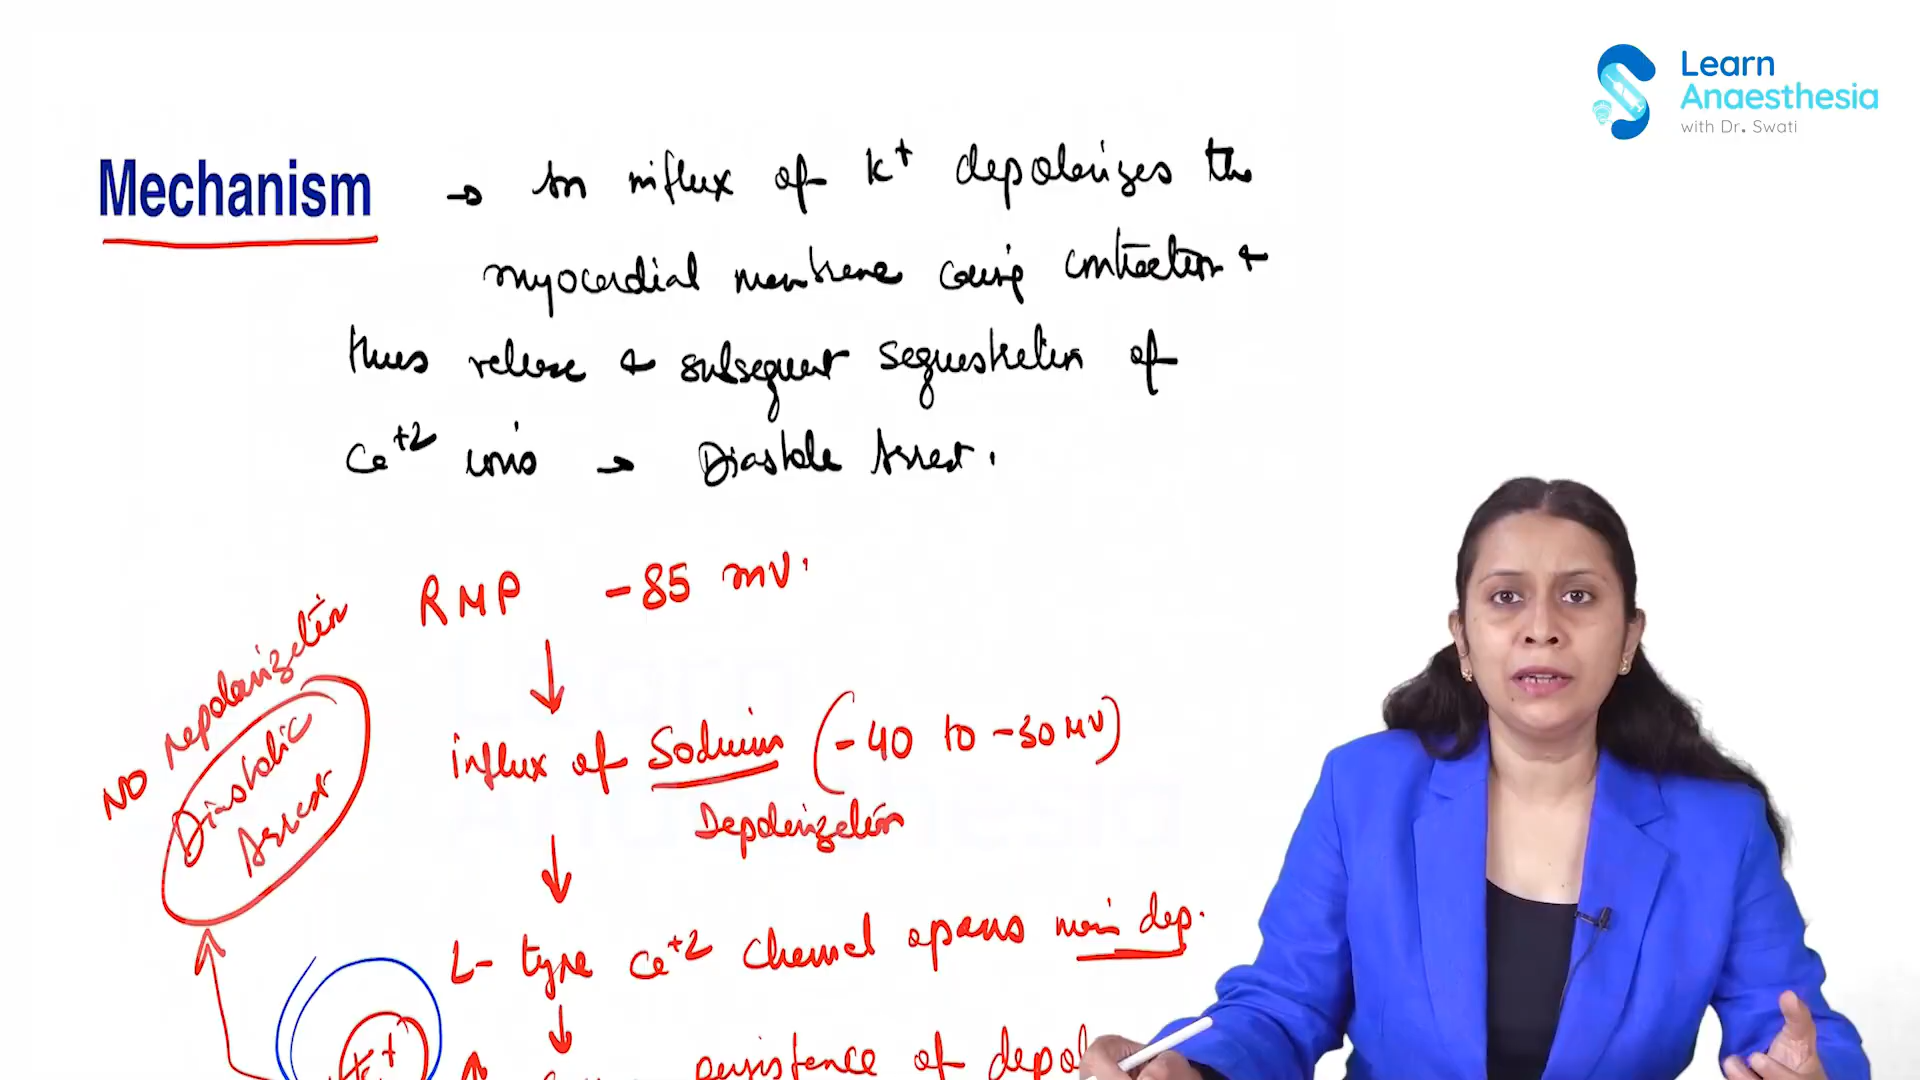 Learn
Anaesthesia
with Dr. Swati
Mechanism → An influx of K+ depolarizes the
myocardial membrane causing contraction &
thus release & subsequent sequestration of
Ca+2 ions → Diastole Arrest.
RMP -85 mV.
↓
influx of Sodium (-40 to -30 mV)
Depolarization
↓
L-type Ca+2 channel opens main dep.
↓
persistence of depol
NO repolarization
Diastolic
Arrest
K+